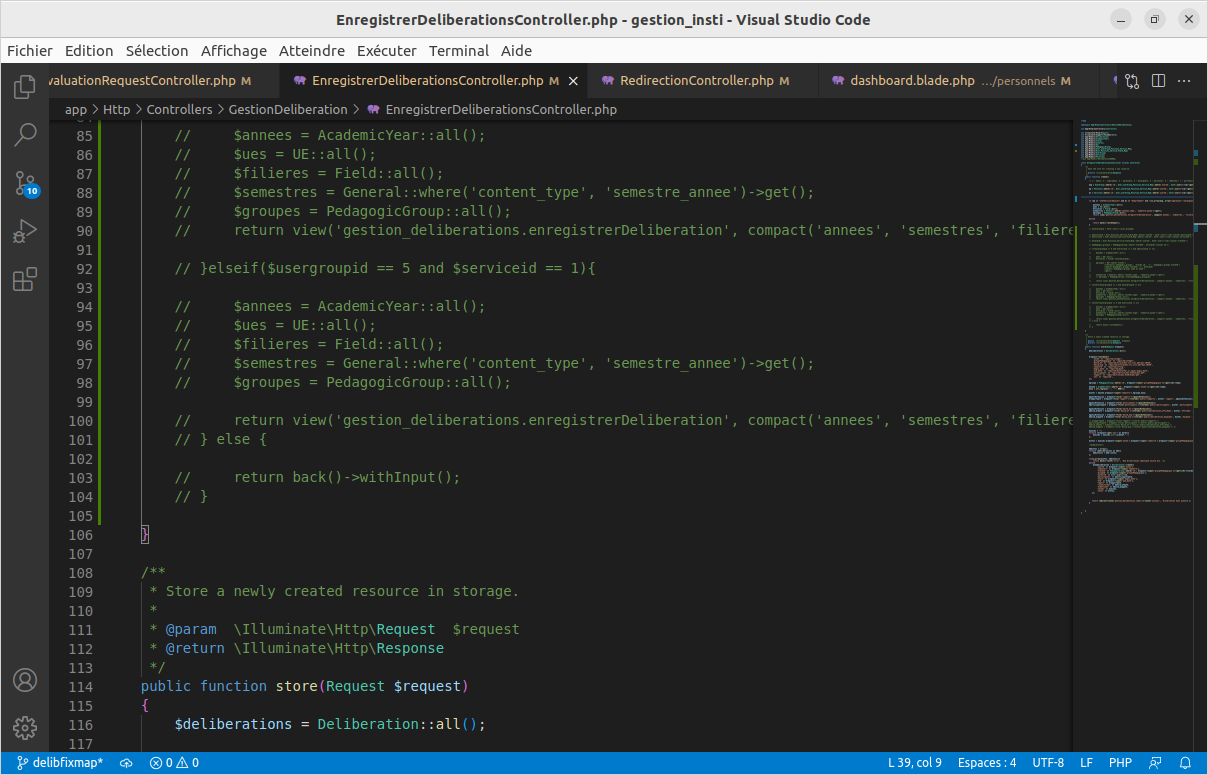 EnregistrerDeliberationsController.php - gestion_insti - Visual Studio Code
Fichier Edition Sélection Affichage Atteindre Exécuter Terminal Aide
valuationRequestController.php M EnregistrerDeliberationsController.php M RedirectionController.php M dashboard.blade.php .../personnels M
app > Http > Controllers > GestionDeliberation > EnregistrerDeliberationsController.php
85 // $annees = AcademicYear::all();
86 // $ues = UE::all();
87 // $filieres = Field::all();
88 // $semestres = General::where('content_type', 'semestre_annee')->get();
89 // $groupes = PedagogicGroup::all();
90 // return view('gestion_deliberations.enregistrerDeliberation', compact('annees', 'semestres', 'filiere
91
92 // }elseif($usergroupid == 5 and $serviceid == 1){
93
94 // $annees = AcademicYear::all();
95 // $ues = UE::all();
96 // $filieres = Field::all();
97 // $semestres = General::where('content_type', 'semestre_annee')->get();
98 // $groupes = PedagogicGroup::all();
99
100 // return view('gestion_deliberations.enregistrerDeliberation', compact('annees', 'semestres', 'filiere
101 // } else {
102
103 // return back()->withInput();
104 // }
105
106 }
107
108 /**
109 * Store a newly created resource in storage.
110 *
111 * @param \Illuminate\Http\Request $request
112 * @return \Illuminate\Http\Response
113 */
114 public function store(Request $request)
115 {
116 $deliberations = Deliberation::all();
117
10
delibfixmap* 0 0 L 39, col 9 Espaces : 4 UTF-8 LF PHP